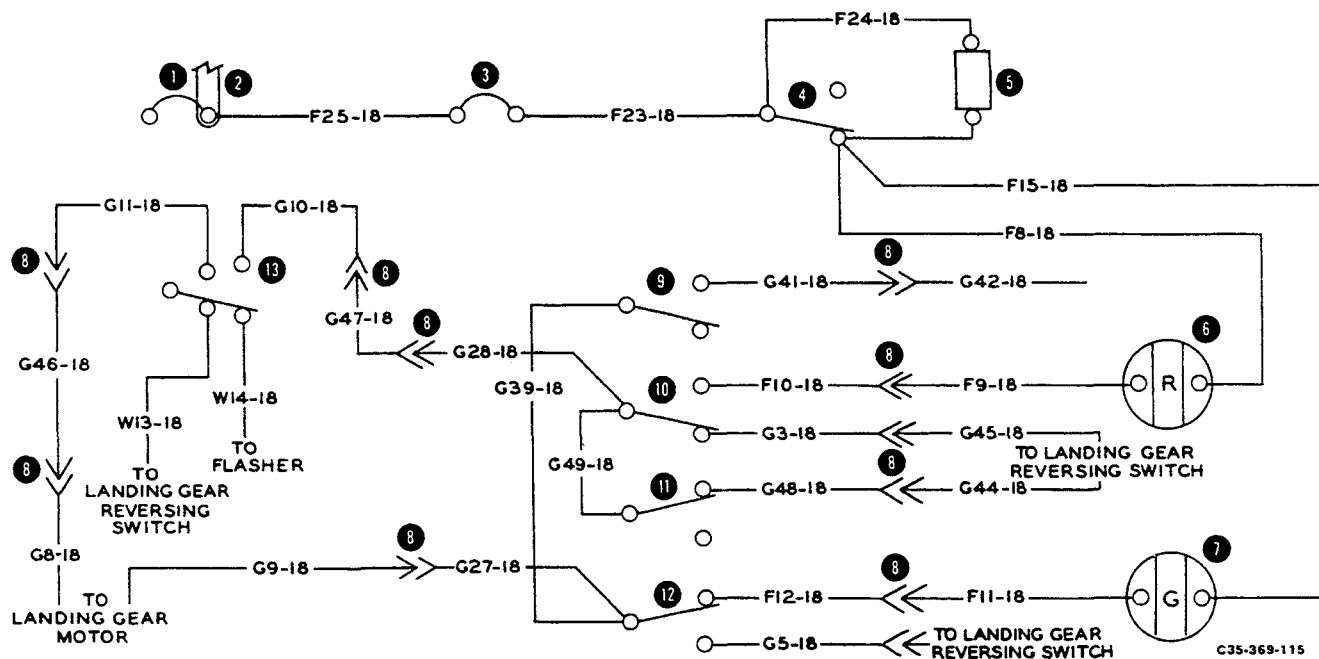 F24-18
1
2
3
4
5
F25-18
F23-18
F15-18
G11-18
G10-18
F8-18
8
13
8
9
8
G41-18
G42-18
G47-18
8
G28-18
6
G46-18
G39-18
10
F10-18
8
F9-18
R
W14-18
W13-18
G3-18
G45-18
TO
FLASHER
TO LANDING GEAR
REVERSING SWITCH
G49-18
8
8
TO
LANDING GEAR
REVERSING
SWITCH
11
G48-18
G44-18
G8-18
8
7
G9-18
G27-18
8
12
F12-18
F11-18
G
TO
LANDING GEAR
MOTOR
G5-18
TO LANDING GEAR
REVERSING SWITCH
C35-369-115